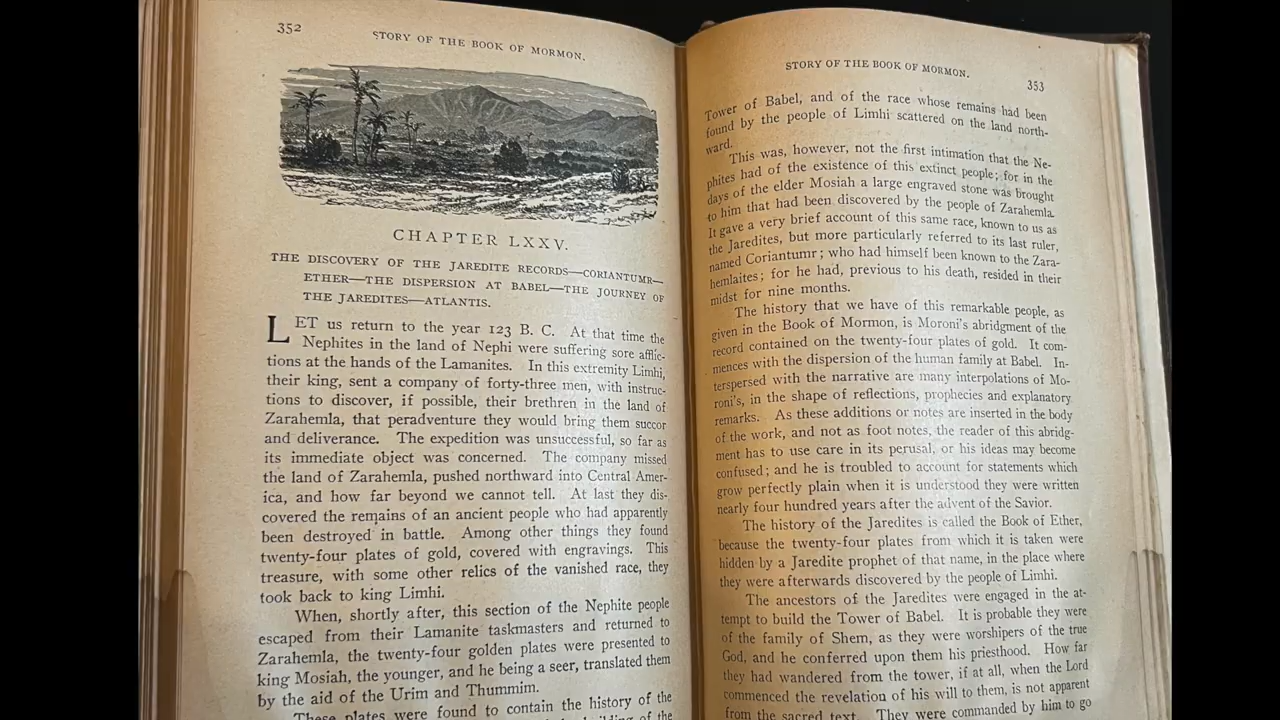 352
STORY OF THE BOOK OF MORMON.
CHAPTER LXXV.
THE DISCOVERY OF THE JAREDITE RECORDS—CORIANTUMR—
ETHER—THE DISPERSION AT BABEL—THE JOURNEY OF
THE JAREDITES—ATLANTIS.
LET us return to the year 123 B. C. At that time the
Nephites in the land of Nephi were suffering sore afflic-
tions at the hands of the Lamanites. In this extremity Limhi,
their king, sent a company of forty-three men, with instruc-
tions to discover, if possible, their brethren in the land of
Zarahemla, that peradventure they would bring them succor
and deliverance. The expedition was unsuccessful, so far as
its immediate object was concerned. The company missed
the land of Zarahemla, pushed northward into Central Amer-
ica, and how far beyond we cannot tell. At last they dis-
covered the remains of an ancient people who had apparently
been destroyed in battle. Among other things they found
twenty-four plates of gold, covered with engravings. This
treasure, with some other relics of the vanished race, they
took back to king Limhi.
When, shortly after, this section of the Nephite people
escaped from their Lamanite taskmasters and returned to
Zarahemla, the twenty-four golden plates were presented to
king Mosiah, the younger, and he being a seer, translated them
by the aid of the Urim and Thummim.
These plates were found to contain the history of the
building of the
STORY OF THE BOOK OF MORMON.
353
Tower of Babel, and of the race whose remains had been
found by the people of Limhi scattered on the land north-
ward.
This was, however, not the first intimation that the Ne-
phites had of the existence of this extinct people; for in the
days of the elder Mosiah a large engraved stone was brought
to him that had been discovered by the people of Zarahemla.
It gave a very brief account of this same race, known to us as
the Jaredites, but more particularly referred to its last ruler,
named Coriantumr; who had himself been known to the Zara-
hemlaites; for he had, previous to his death, resided in their
midst for nine months.
The history that we have of this remarkable people, as
given in the Book of Mormon, is Moroni's abridgment of the
record contained on the twenty-four plates of gold. It com-
mences with the dispersion of the human family at Babel. In-
terspersed with the narrative are many interpolations of Mo-
roni's, in the shape of reflections, prophecies and explanatory
remarks. As these additions or notes are inserted in the body
of the work, and not as foot notes, the reader of this abridg-
ment has to use care in its perusal, or his ideas may become
confused; and he is troubled to account for statements which
grow perfectly plain when it is understood they were written
nearly four hundred years after the advent of the Savior.
The history of the Jaredites is called the Book of Ether,
because the twenty-four plates from which it is taken were
hidden by a Jaredite prophet of that name, in the place where
they were afterwards discovered by the people of Limhi.
The ancestors of the Jaredites were engaged in the at-
tempt to build the Tower of Babel. It is probable they were
of the family of Shem, as they were worshipers of the true
God, and he conferred upon them his priesthood. How far
they had wandered from the tower, if at all, when the Lord
commenced the revelation of his will to them, is not apparent
from the sacred text. They were commanded by him to go